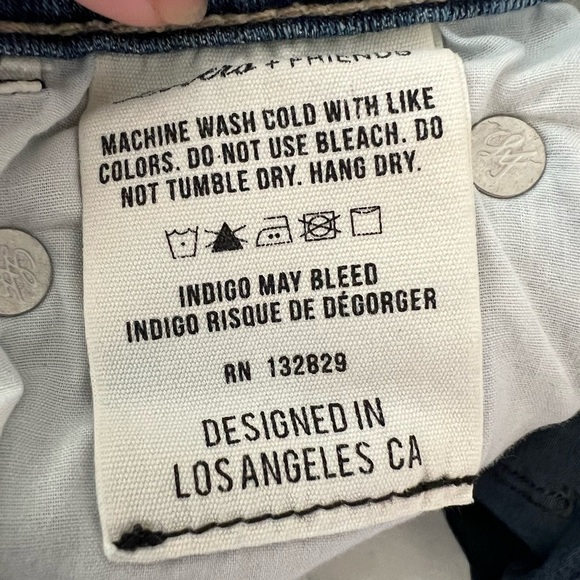 + FRIENDS
MACHINE WASH COLD WITH LIKE
COLORS. DO NOT USE BLEACH. DO
NOT TUMBLE DRY. HANG DRY.
INDIGO MAY BLEED
INDIGO RISQUE DE DÉGORGER
RN 132829
DESIGNED IN
LOS ANGELES CA